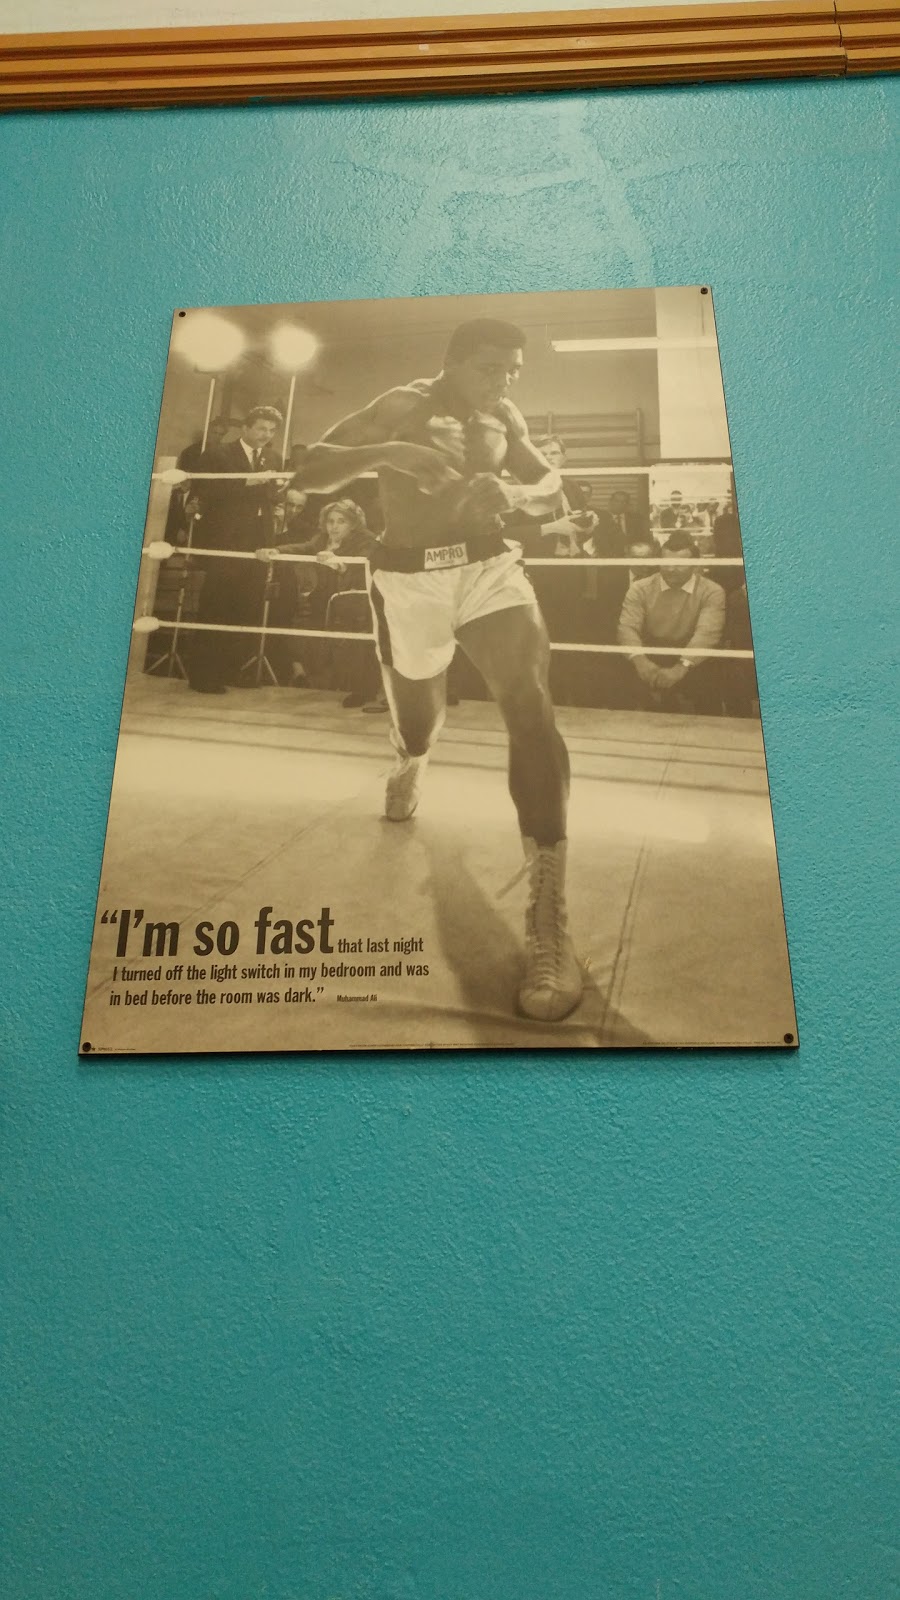 AMPRO
“I'm so fast that last night
I turned off the light switch in my bedroom and was
in bed before the room was dark.” Muhammad Ali